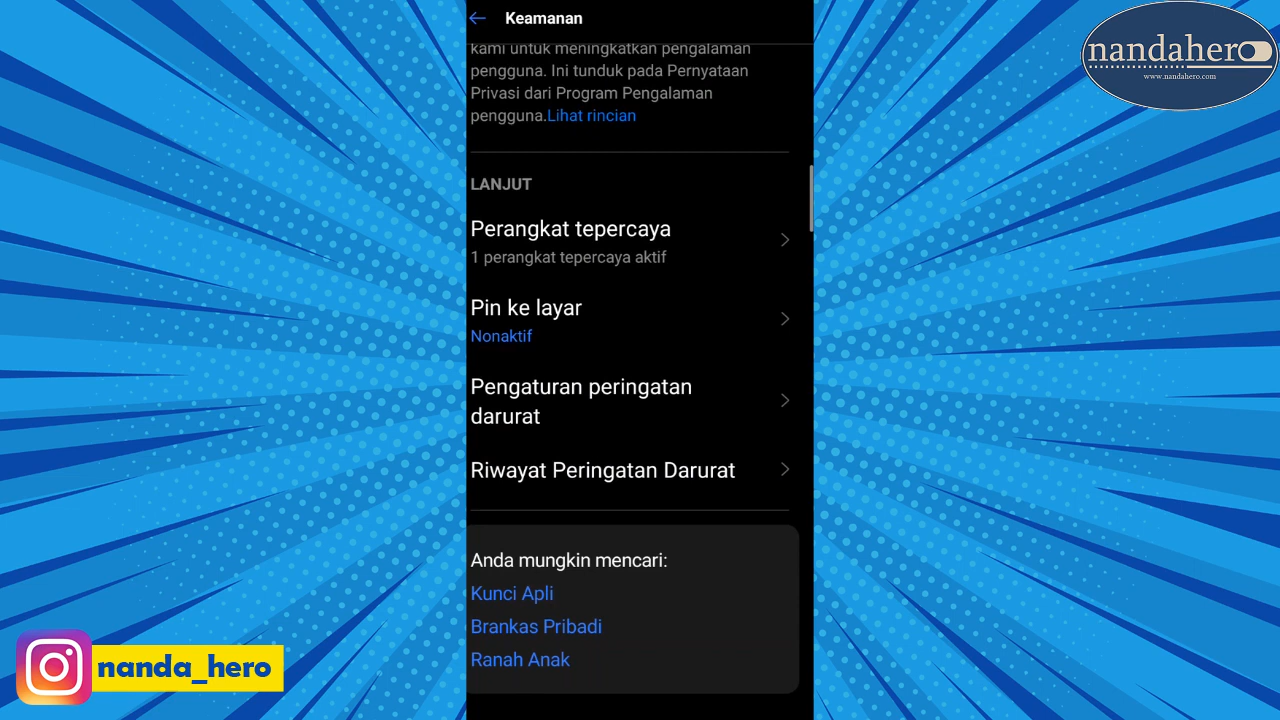 Keamanan
kami untuk meningkatkan pengalaman
pengguna. Ini tunduk pada Pernyataan
Privasi dari Program Pengalaman
pengguna.Lihat rincian
LANJUT
Perangkat tepercaya
1 perangkat tepercaya aktif
Pin ke layar
Nonaktif
Pengaturan peringatan
darurat
Riwayat Peringatan Darurat
Anda mungkin mencari:
Kunci Apli
Brankas Pribadi
Ranah Anak
nandahero
www.nandahero.com
nanda_hero